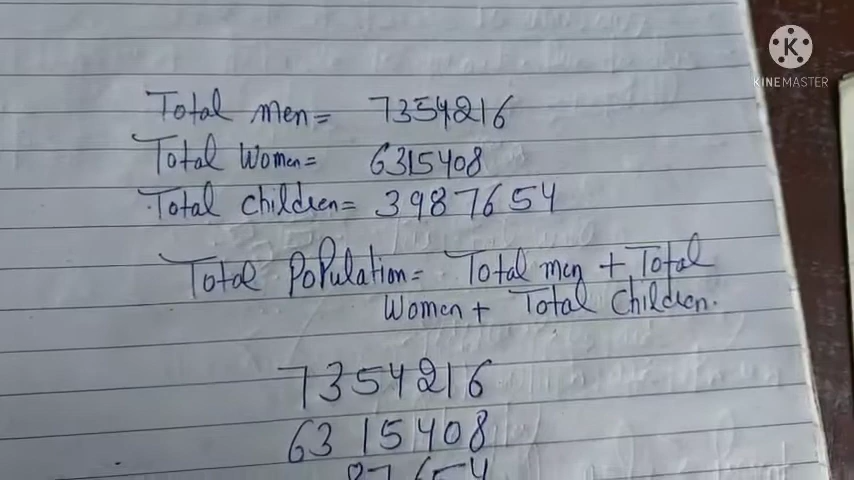 KINEMASTER
Total men= 7354216
Total Women= 6315408
Total children= 3987654
Total Population= Total men + Total
Women + Total Children.
7354216
6315408
87654